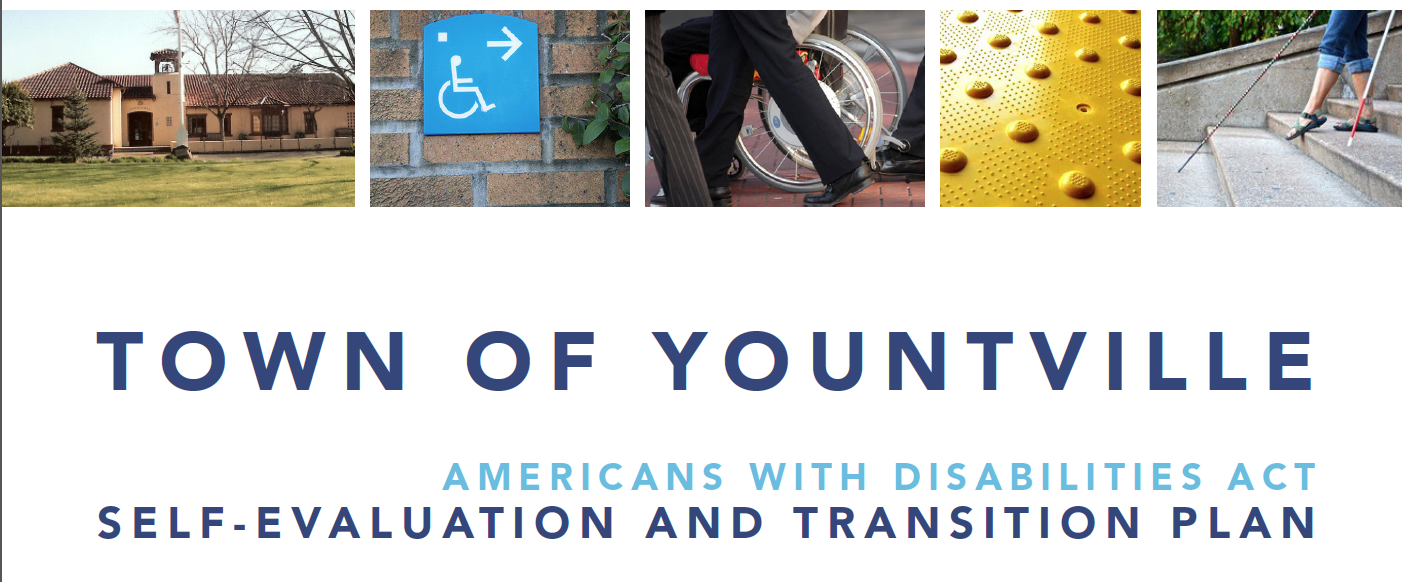 TOWN OF YOUNTVILLE
AMERICANS WITH DISABILITIES ACT
SELF-EVALUATION AND TRANSITION PLAN